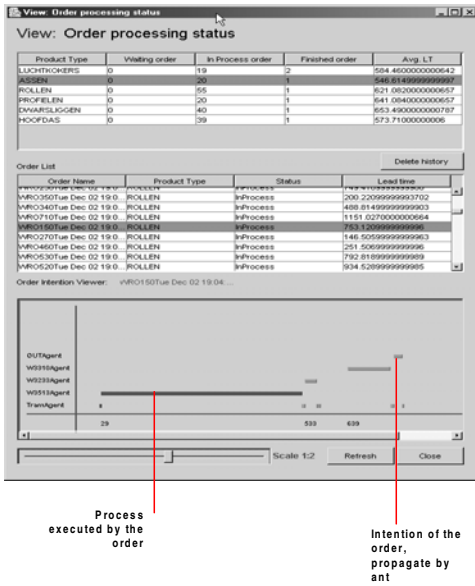 View: Order processing status
View: Order processing status
Product Type Waiting order In Process order Finished order Avg. LT
LUCHTKOKERS 0 19 2 584.4600000000642
ASSEN 0 20 1 546.6149999999997
ROLLEN 0 55 1 621.0820000000657
PROFIELEN 0 20 1 641.0840000000657
DWARSLIGGEN 0 40 1 653.4900000000787
HOOFDAS 0 39 1 573.71000000006
Order List
Delete history
Order Name Product Type Status Lead time
WRO350Tue Dec 02 19:0... ROLLEN InProcess 200.22099999993702
WRO340Tue Dec 02 19:0... ROLLEN InProcess 488.81499999999903
WRO710Tue Dec 02 19:0... ROLLEN InProcess 1151.0270000000664
WRO150Tue Dec 02 19:0... ROLLEN InProcess 753.1209999999996
WRO270Tue Dec 02 19:0... ROLLEN InProcess 146.50599999999963
WRO460Tue Dec 02 19:0... ROLLEN InProcess 251.5069999999996
WRO530Tue Dec 02 19:0... ROLLEN InProcess 792.8189999999989
WRO520Tue Dec 02 19:0... ROLLEN InProcess 934.5289999999985
Order Intention Viewer: WRO150Tue Dec 02 19:04:...
OUTAgent
W3310Agent
W3233Agent
W3513Agent
TramAgent
29 533 639
Scale 1:2 Refresh Close
Process
executed by the
order
Intention of the
order,
propagate by
ant